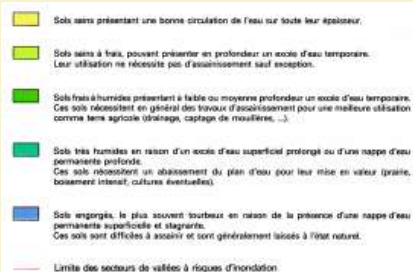 Sols sains présentant une bonne circulation de l'eau sur toute leur épaisseur.
Sols sains à frais, pouvant présenter en profondeur un excès d'eau temporaire.
Leur utilisation ne nécessite pas d'assainissement sauf exception.
Sols frais à humides présentant à faible ou moyenne profondeur un excès d'eau temporaire.
Ces sols nécessitent en général des travaux d'assainissement pour une meilleure utilisation
comme terre agricole (drainage, captage de mouillères, ...).
Sols très humides en raison d'un excès d'eau superficiel prolongé ou d'une nappe d'eau
permanente profonde.
Ces sols nécessitent un abaissement du plan d'eau pour leur mise en valeur (prairie,
boisement intensif, cultures éventuelles).
Sols engorgés, le plus souvent tourbeux en raison de la présence d'une nappe d'eau
permanente superficielle et stagnante.
Ces sols sont difficiles à assainir et sont généralement laissés à l'état naturel.
Limite des secteurs de vallées à risques d'inondation